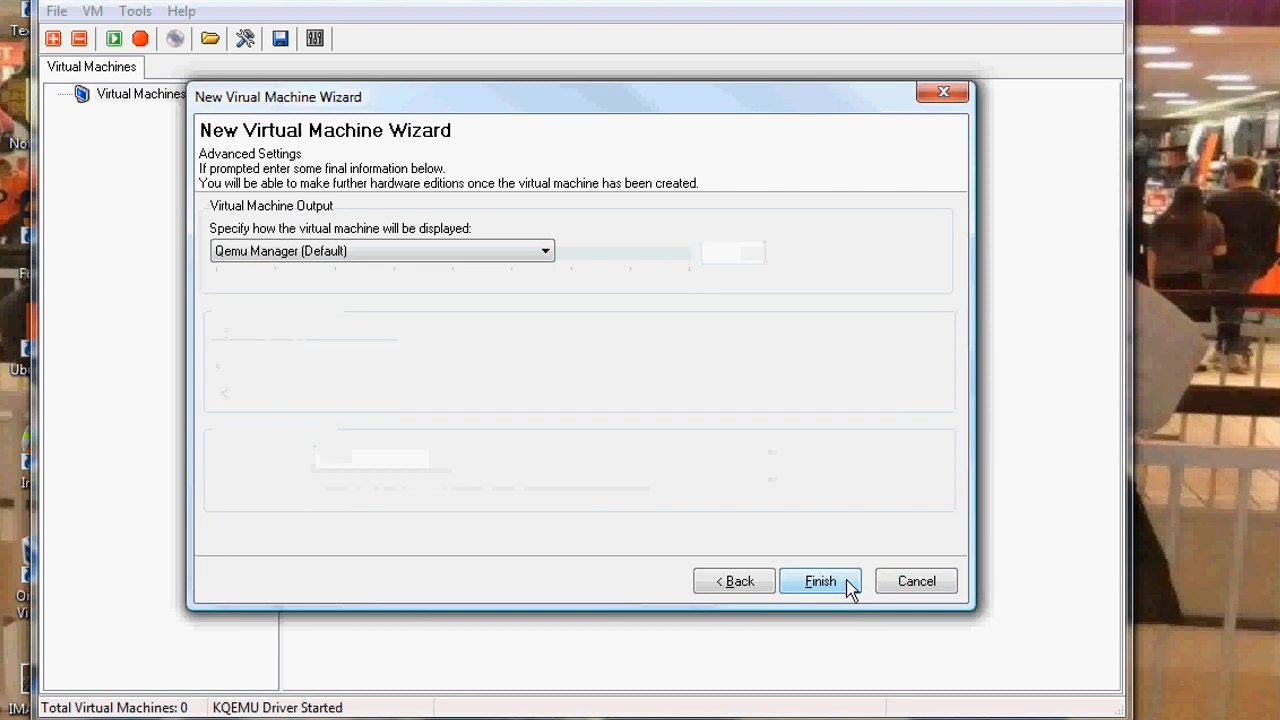 File VM Tools Help
Virtual Machines
Virtual Machines
New Virual Machine Wizard
New Virtual Machine Wizard
Advanced Settings
If prompted enter some final information below.
You will be able to make further hardware editions once the virtual machine has been created.
Virtual Machine Output
Specify how the virtual machine will be displayed:
Qemu Manager (Default)
< Back Finish Cancel
Total Virtual Machines: 0 KQEMU Driver Started